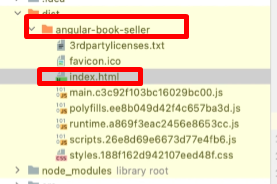 dist
angular-book-seller
3rdpartylicenses.txt
favicon.ico
index.html
main.c3c92f103bc16029bc00.js
polyfills.ee8b049d42f4c657ba3d.js
runtime.a869f3eac2456e8653cc.js
scripts.26e8d69e6673d77e4fb6.js
styles.188f162d942107eed48f.css
node_modules library root